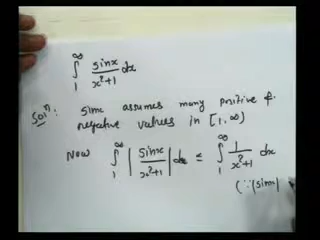 ∫₁^∞ sinx/(x²+1) dx
Solⁿ: sinx assumes many positive &
negative values in [1, ∞)
Now ∫₁^∞ |sinx/(x²+1)| dx ≤ ∫₁^∞ 1/(x²+1) dx
(∵ |sinx|